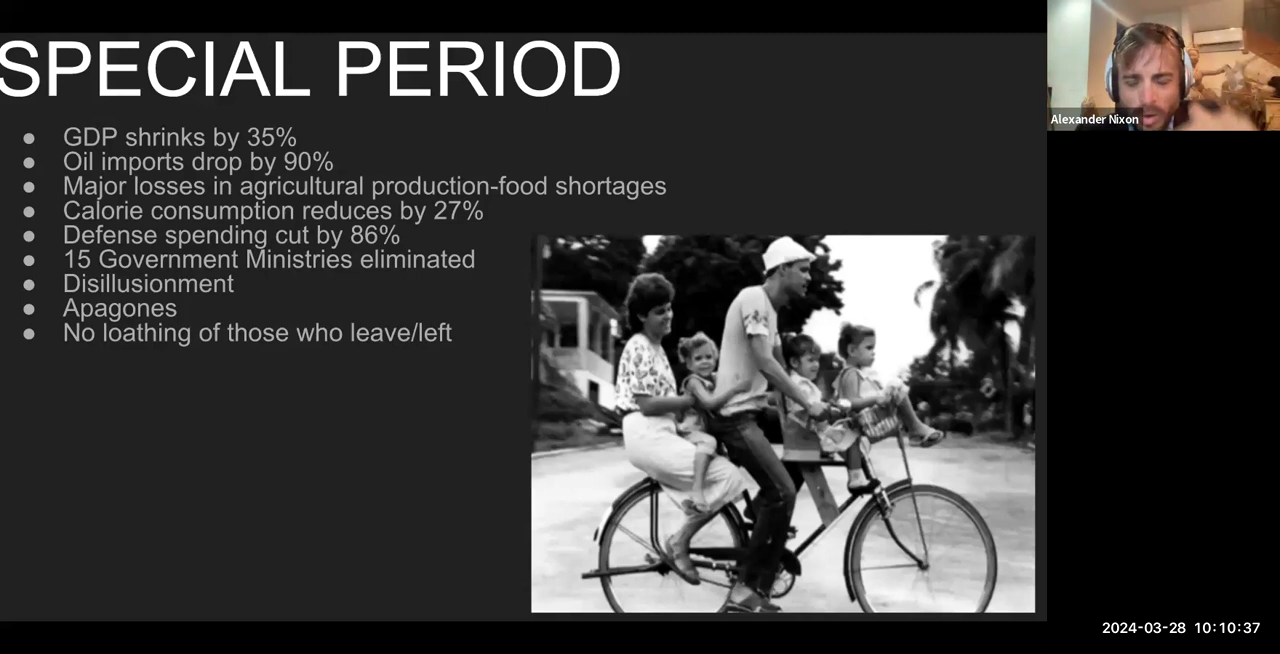 SPECIAL PERIOD
● GDP shrinks by 35%
● Oil imports drop by 90%
● Major losses in agricultural production-food shortages
● Calorie consumption reduces by 27%
● Defense spending cut by 86%
● 15 Government Ministries eliminated
● Disillusionment
● Apagones
● No loathing of those who leave/left
Alexander Nixon
2024-03-28 10:10:37